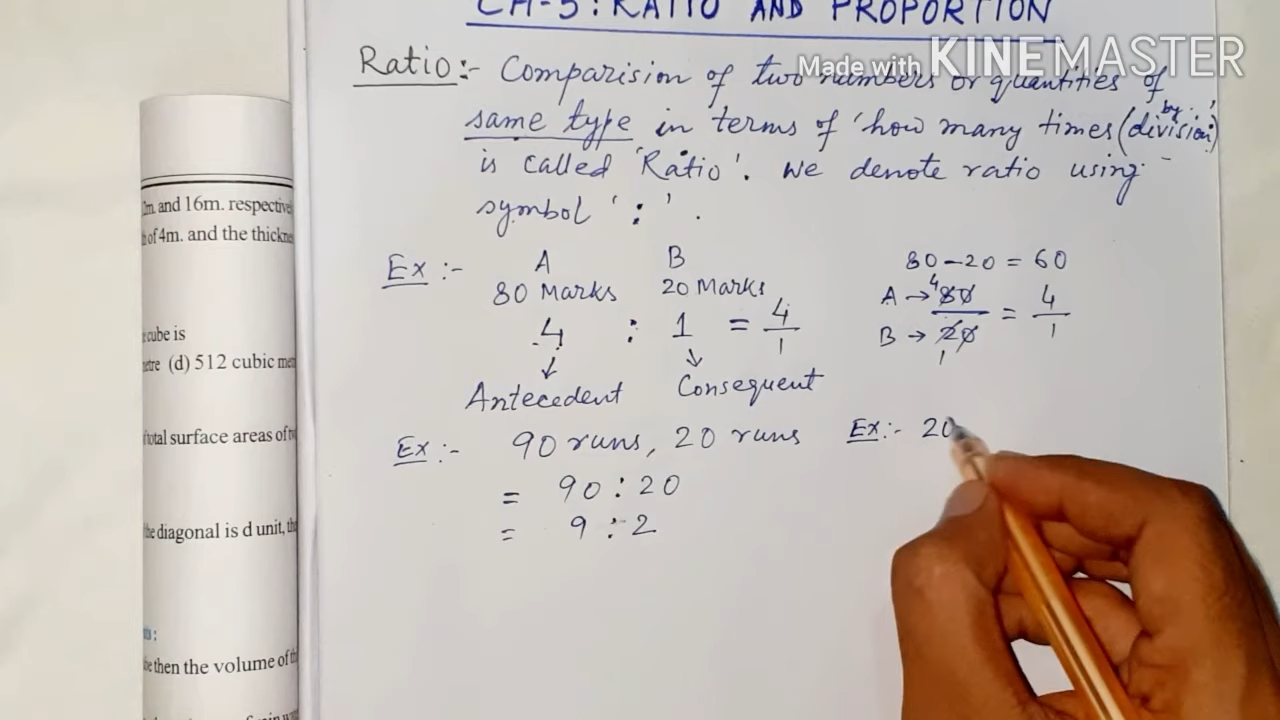 CH-5: RATIO AND PROPORTION
Made with KINEMASTER
Ratio:- Comparision of two numbers or quantities of
same type in terms of 'how many times (by division)'
is called 'Ratio'. We denote ratio using
symbol ':'.
Ex:- A B
80 Marks 20 Marks
4 : 1 = 4/1
Antecedent Consequent
80-20 = 60
A → 4 80
B → 20 1
= 4/1
Ex:- 90 runs, 20 runs
= 90:20
= 9:2
Ex:- 20
m. and 16m. respective
of 4m. and the thickne
cube is
etre (d) 512 cubic me
total surface areas of
the diagonal is d unit, th
be then the volume of